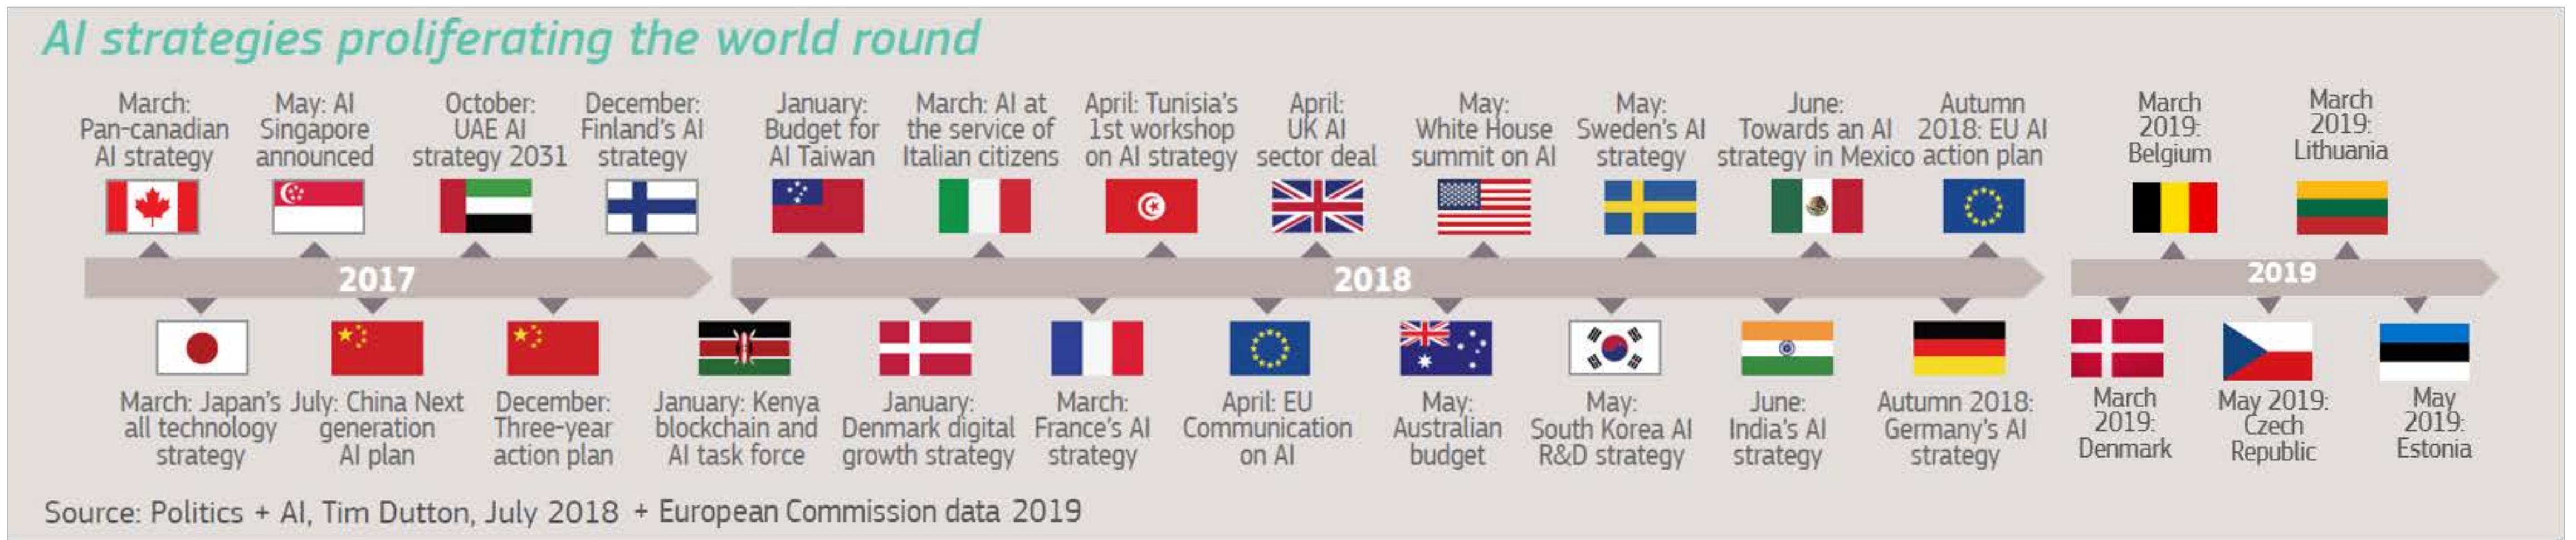 AI strategies proliferating the world round
March:
Pan-canadian
AI strategy
May: AI
Singapore
announced
October:
UAE AI
strategy 2031
December:
Finland's AI
strategy
January:
Budget for
AI Taiwan
March: AI at
the service of
Italian citizens
April: Tunisia's
1st workshop
on AI strategy
April:
UK AI
sector deal
May:
White House
summit on AI
May:
Sweden's AI
strategy
June:
Towards an AI
strategy in Mexico
Autumn
2018: EU AI
action plan
March
2019:
Belgium
March
2019:
Lithuania
2017
2018
2019
March: Japan's
all technology
strategy
July: China Next
generation
AI plan
December:
Three-year
action plan
January: Kenya
blockchain and
AI task force
January:
Denmark digital
growth strategy
March:
France's AI
strategy
April: EU
Communication
on AI
May:
Australian
budget
May:
South Korea AI
R&D strategy
June:
India's AI
strategy
Autumn 2018:
Germany's AI
strategy
March
2019:
Denmark
May 2019:
Czech
Republic
May
2019:
Estonia
Source: Politics + AI, Tim Dutton, July 2018 + European Commission data 2019